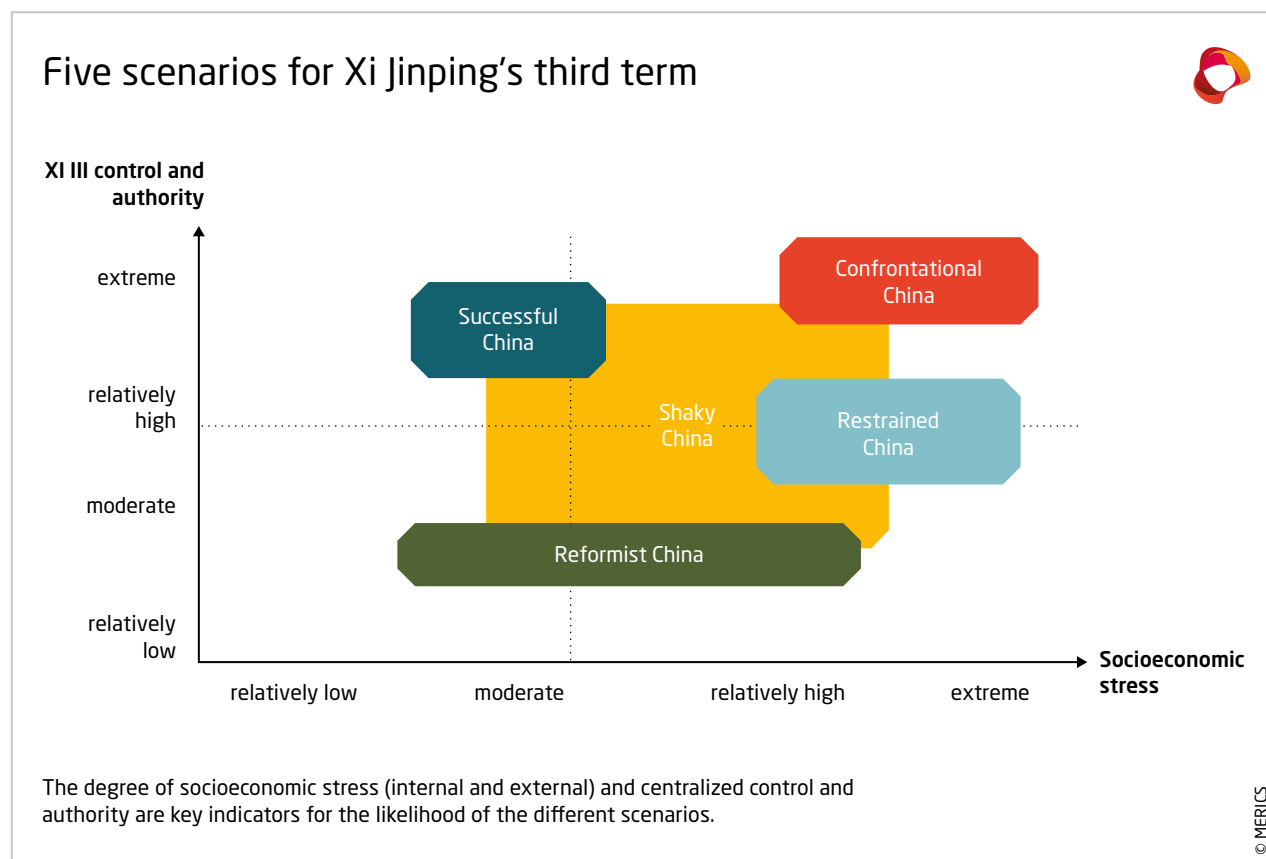 Five scenarios for Xi Jinping's third term
XI III control and
authority
extreme
relatively
high
moderate
relatively
low
Successful
China
Confrontational
China
Shaky
China
Restrained
China
Reformist China
relatively low
moderate
relatively high
extreme
Socioeconomic
stress
The degree of socioeconomic stress (internal and external) and centralized control and
authority are key indicators for the likelihood of the different scenarios.
© MERICS